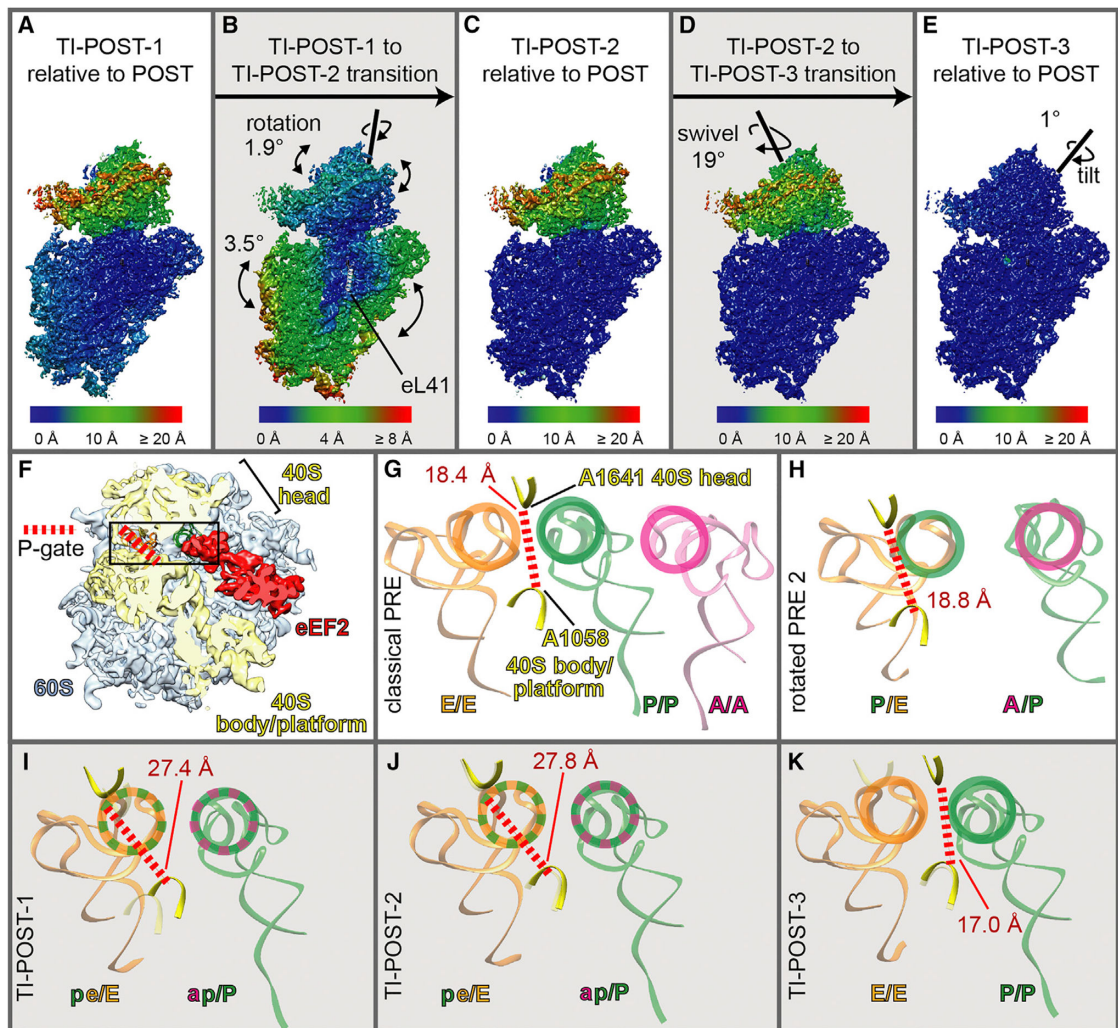 A
TI-POST-1
relative to POST
0 Å 10 Å ≥ 20 Å
B
TI-POST-1 to
TI-POST-2 transition
rotation
1.9°
3.5°
eL41
0 Å 4 Å ≥ 8 Å
C
TI-POST-2
relative to POST
0 Å 10 Å ≥ 20 Å
D
TI-POST-2 to
TI-POST-3 transition
swivel
19°
0 Å 10 Å ≥ 20 Å
E
TI-POST-3
relative to POST
1°
tilt
0 Å 10 Å ≥ 20 Å
F
40S
head
P-gate
eEF2
60S
40S
body/platform
G
18.4 Å
A1641 40S head
A1058
40S body/
platform
classical PRE
E/E P/P A/A
H
18.8 Å
rotated PRE 2
P/E A/P
I
27.4 Å
TI-POST-1
pe/E ap/P
J
27.8 Å
TI-POST-2
pe/E ap/P
K
17.0 Å
TI-POST-3
E/E P/P